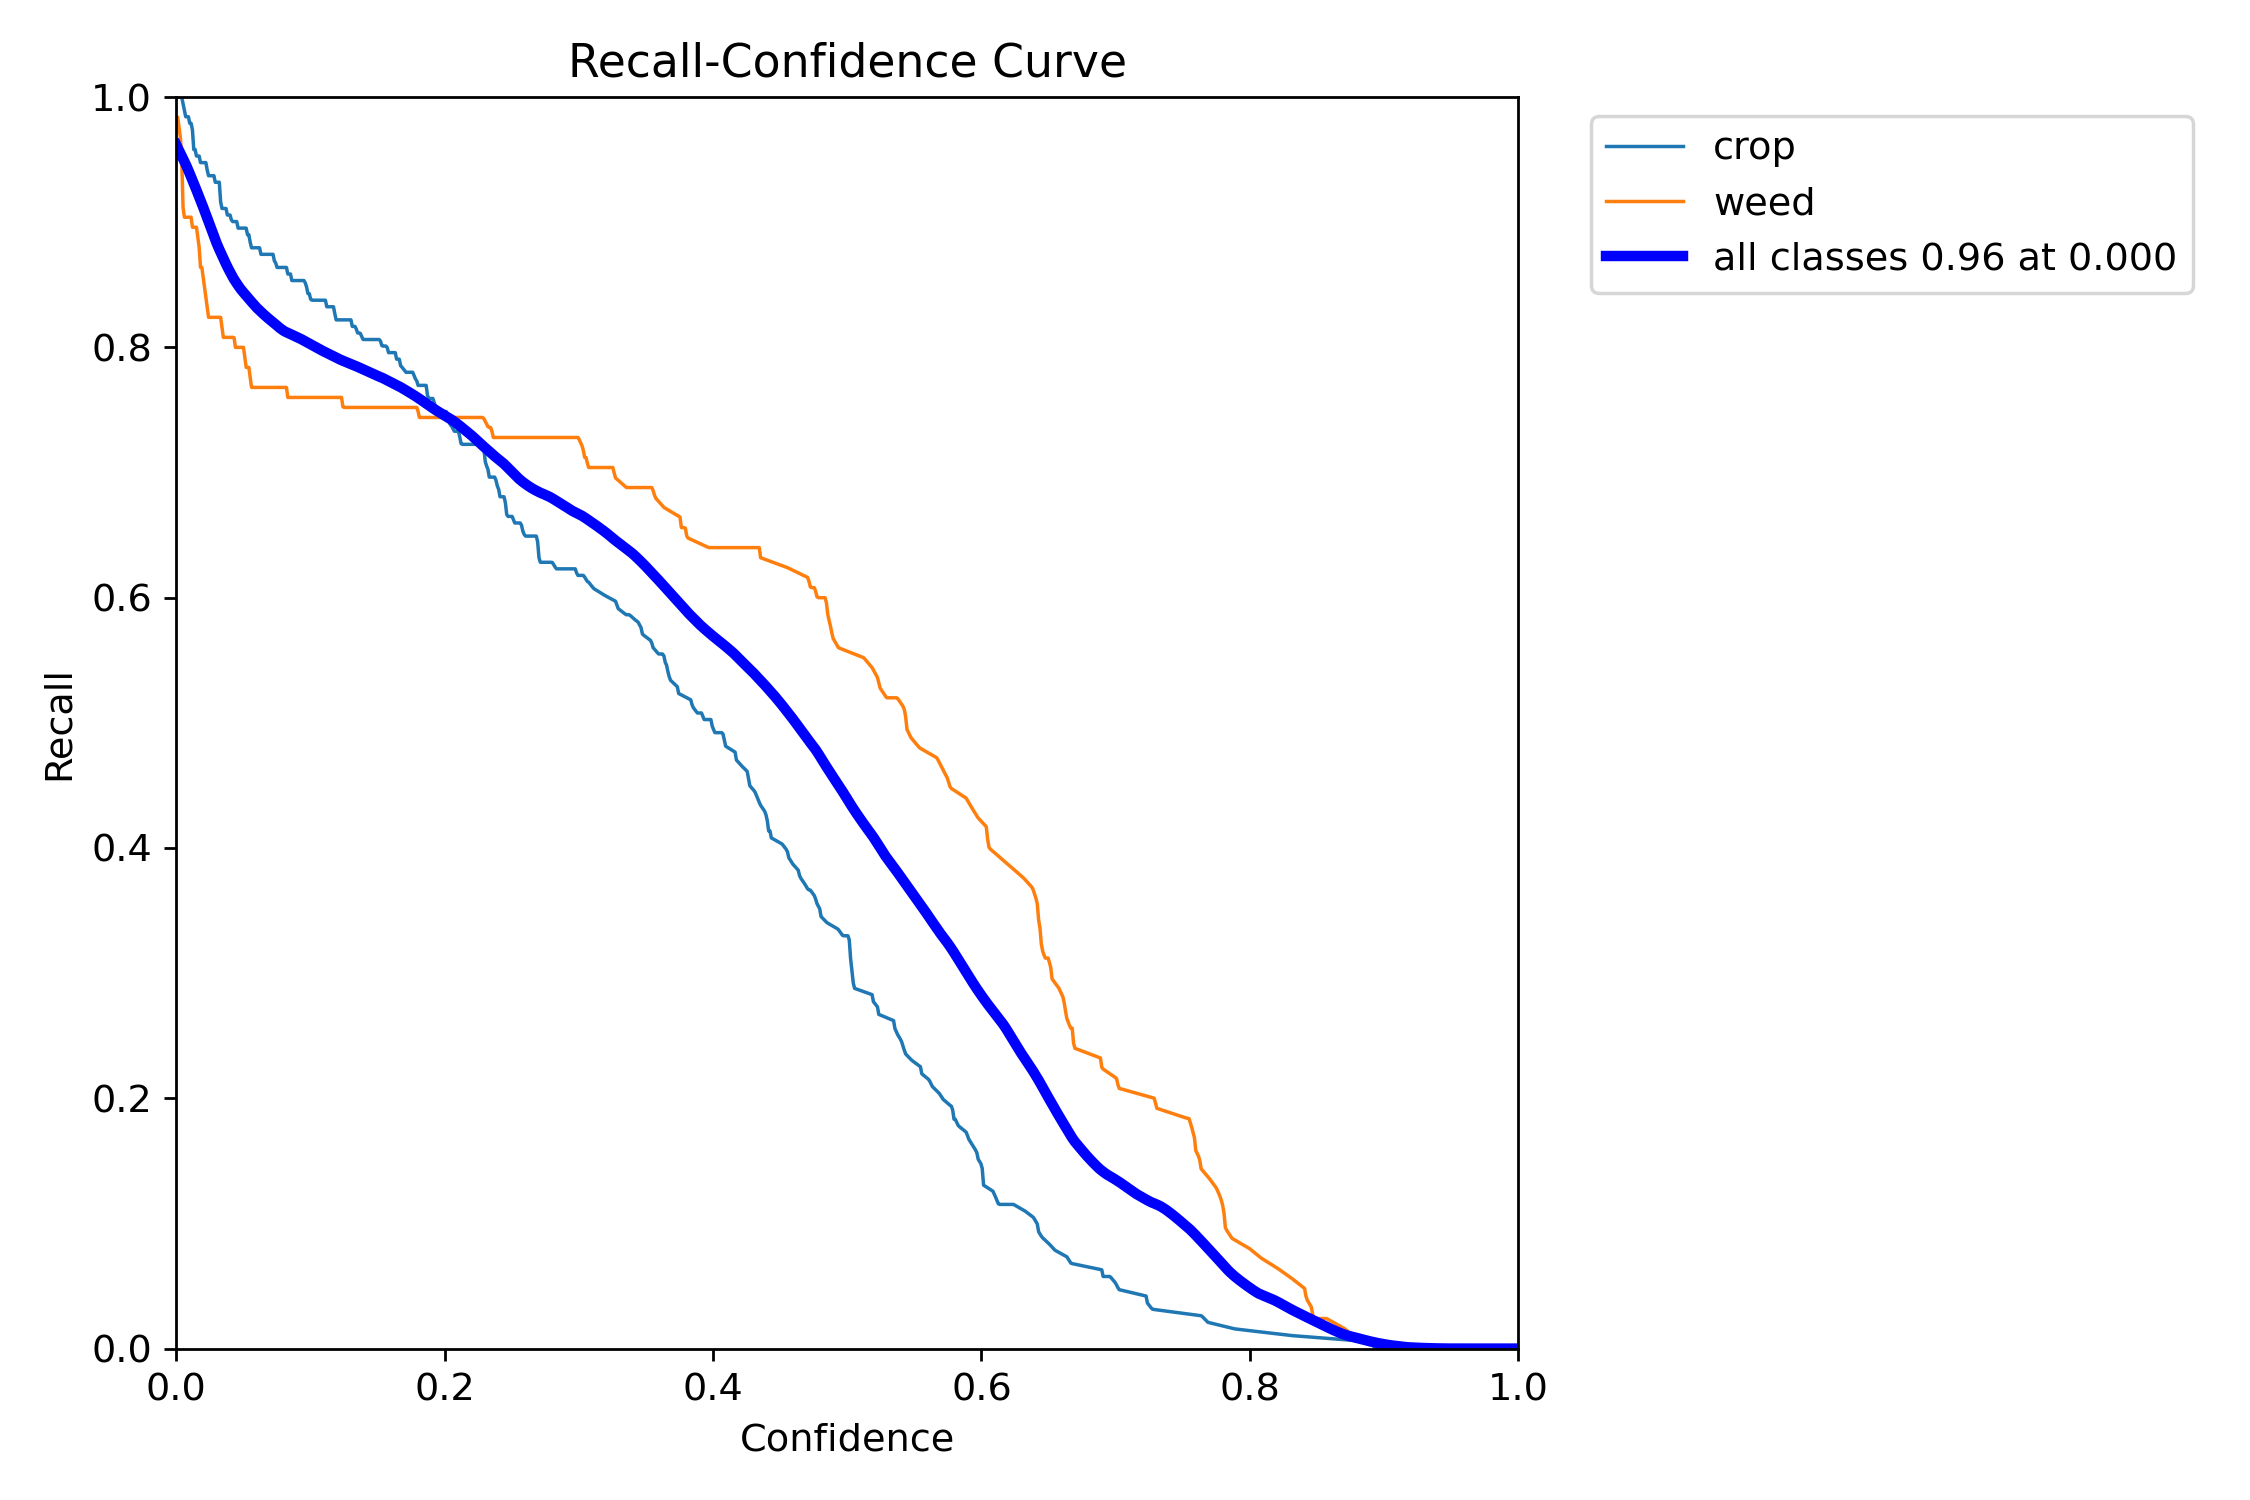 Recall-Confidence Curve
1.0
0.8
0.6
0.4
0.2
0.0
Recall
0.0 0.2 0.4 0.6 0.8 1.0
Confidence
crop
weed
all classes 0.96 at 0.000